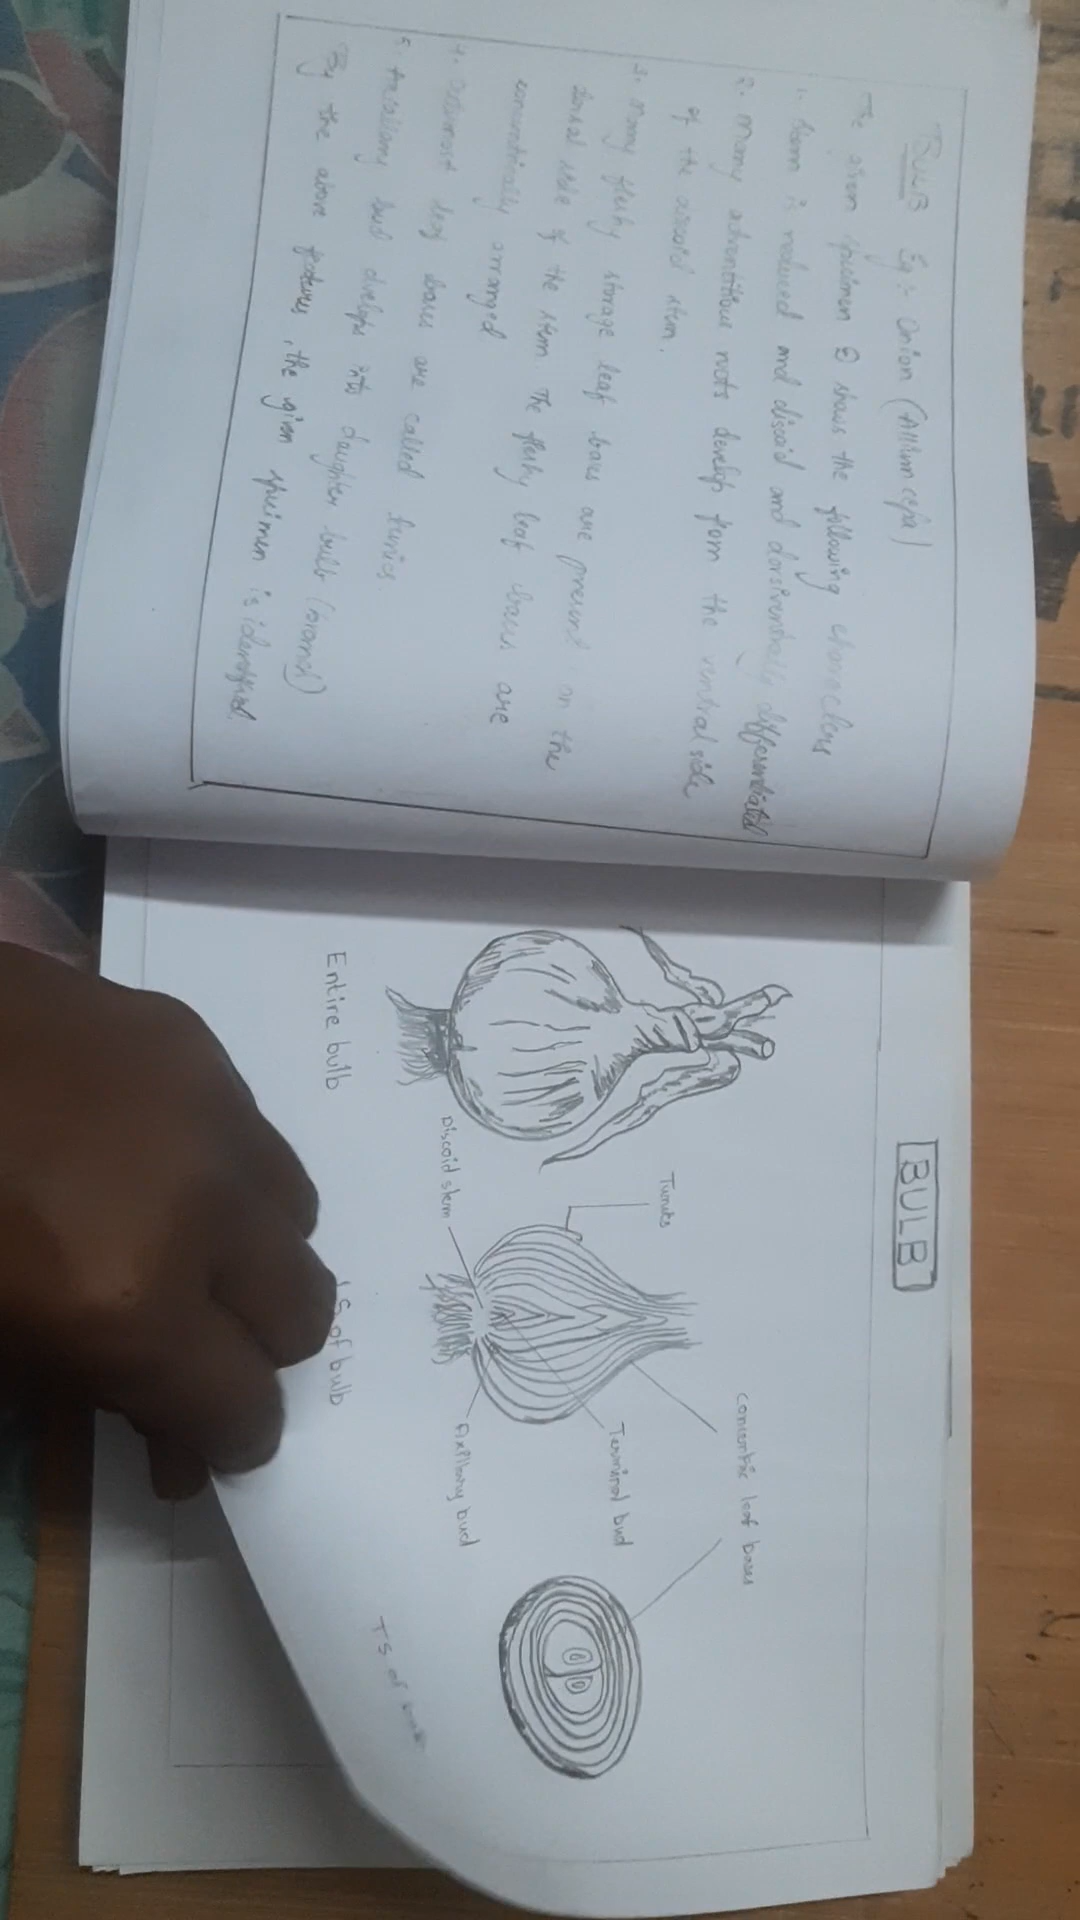 BULB Eg :- Onion (Allium cepa)
The given specimen shows the following characters
1. Stem is reduced and discoid and dorsiventrally differentiated
2. Many adventitious roots develop from the ventral side
of the discoid stem.
3. Many fleshy storage leaf bases are present on the
dorsal side of the stem. The fleshy leaf bases are
concentrically arranged
4. outermost leaf bases are called tunics
5. Axillary bud develops into daughter bulb
By the above features, the given specimen is identified.
BULB
Entire bulb
Tunics
Discoid stem
LS of bulb
Concentric leaf bases
Terminal bud
Axillary bud
TS of bulb